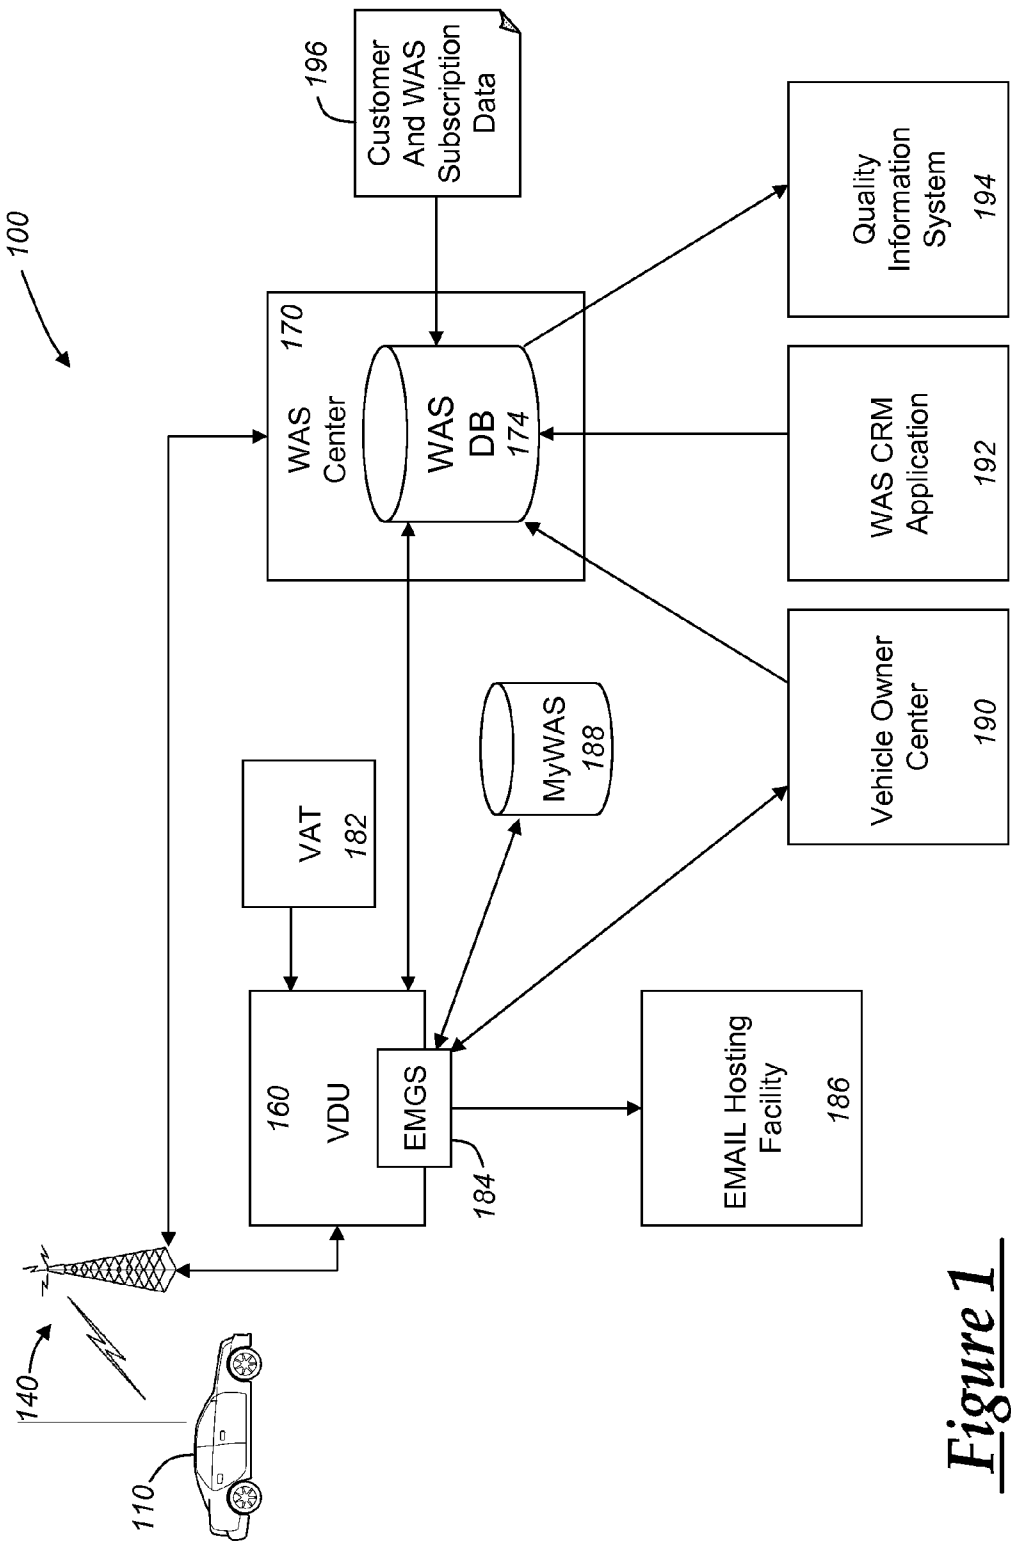 100
140
110
160
VDU
EMGS
184
VAT
182
170
WAS
Center
WAS
DB
174
196
Customer
And WAS
Subscription
Data
MyWAS
188
EMAIL Hosting
Facility
186
Vehicle Owner
Center
190
WAS CRM
Application
192
Quality
Information
System
194
Figure 1